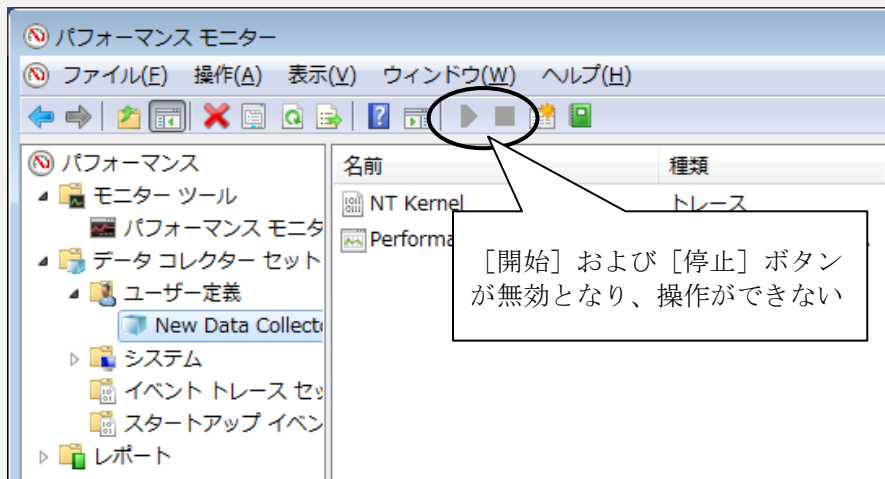 パフォーマンス モニター
ファイル(F) 操作(A) 表示(V) ウィンドウ(W) ヘルプ(H)
パフォーマンス
モニター ツール
パフォーマンス モニタ
データ コレクター セット
ユーザー定義
New Data Collect
システム
イベント トレース セッ
スタートアップ イベン
レポート
名前 種類
NT Kernel トレース
Performa
［開始］および［停止］ボタン
が無効となり、操作ができない